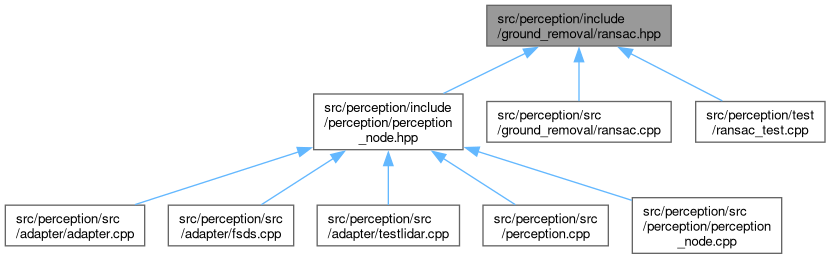 src/perception/include
/ground_removal/ransac.hpp
src/perception/include
/perception/perception
_node.hpp
src/perception/src
/ground_removal/ransac.cpp
src/perception/test
/ransac_test.cpp
src/perception/src
/adapter/adapter.cpp
src/perception/src
/adapter/fsds.cpp
src/perception/src
/adapter/testlidar.cpp
src/perception/src
/perception.cpp
src/perception/src
/perception/perception
_node.cpp